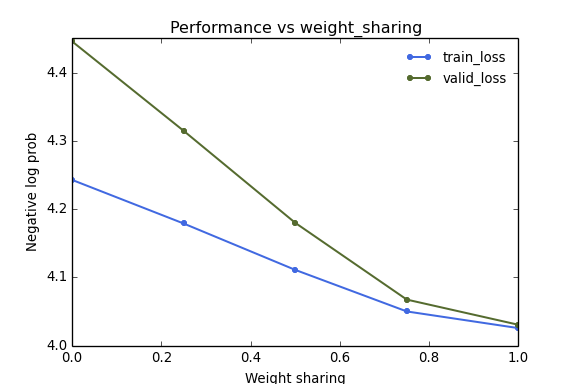 Performance vs weight_sharing
train_loss
valid_loss
Negative log prob
4.4
4.3
4.2
4.1
4.0
0.0 0.2 0.4 0.6 0.8 1.0
Weight sharing